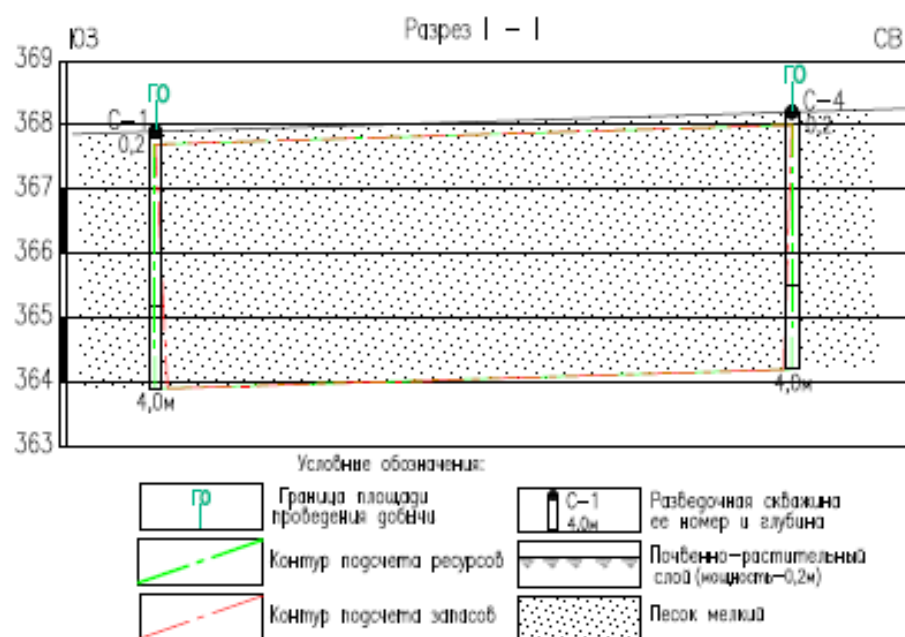 Разрез I – I
ЮЗ
СВ
369
368
367
366
365
364
363
ГО
С-1
0,2
4,0м
ГО
С-4
0,2
4,0м
Условные обозначения:
ГО
Граница площади
проведения добычи
Контур подсчета ресурсов
Контур подсчета запасов
С-1
4,0м
Разведочная скважина
ее номер и глубина
Почвенно-растительный
слой (мощность-0,2м)
Песок мелкий